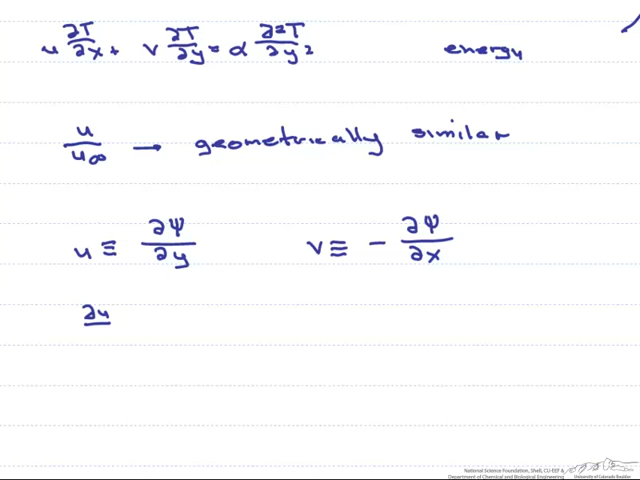 u ∂T/∂x + v ∂T/∂y = α ∂²T/∂y² energy
u/u∞ → geometrically similar
u ≡ ∂Ψ/∂y v ≡ - ∂Ψ/∂x
∂u
National Science Foundation, Shell, CU-EEF &
Department of Chemical and Biological Engineering University of Colorado Boulder